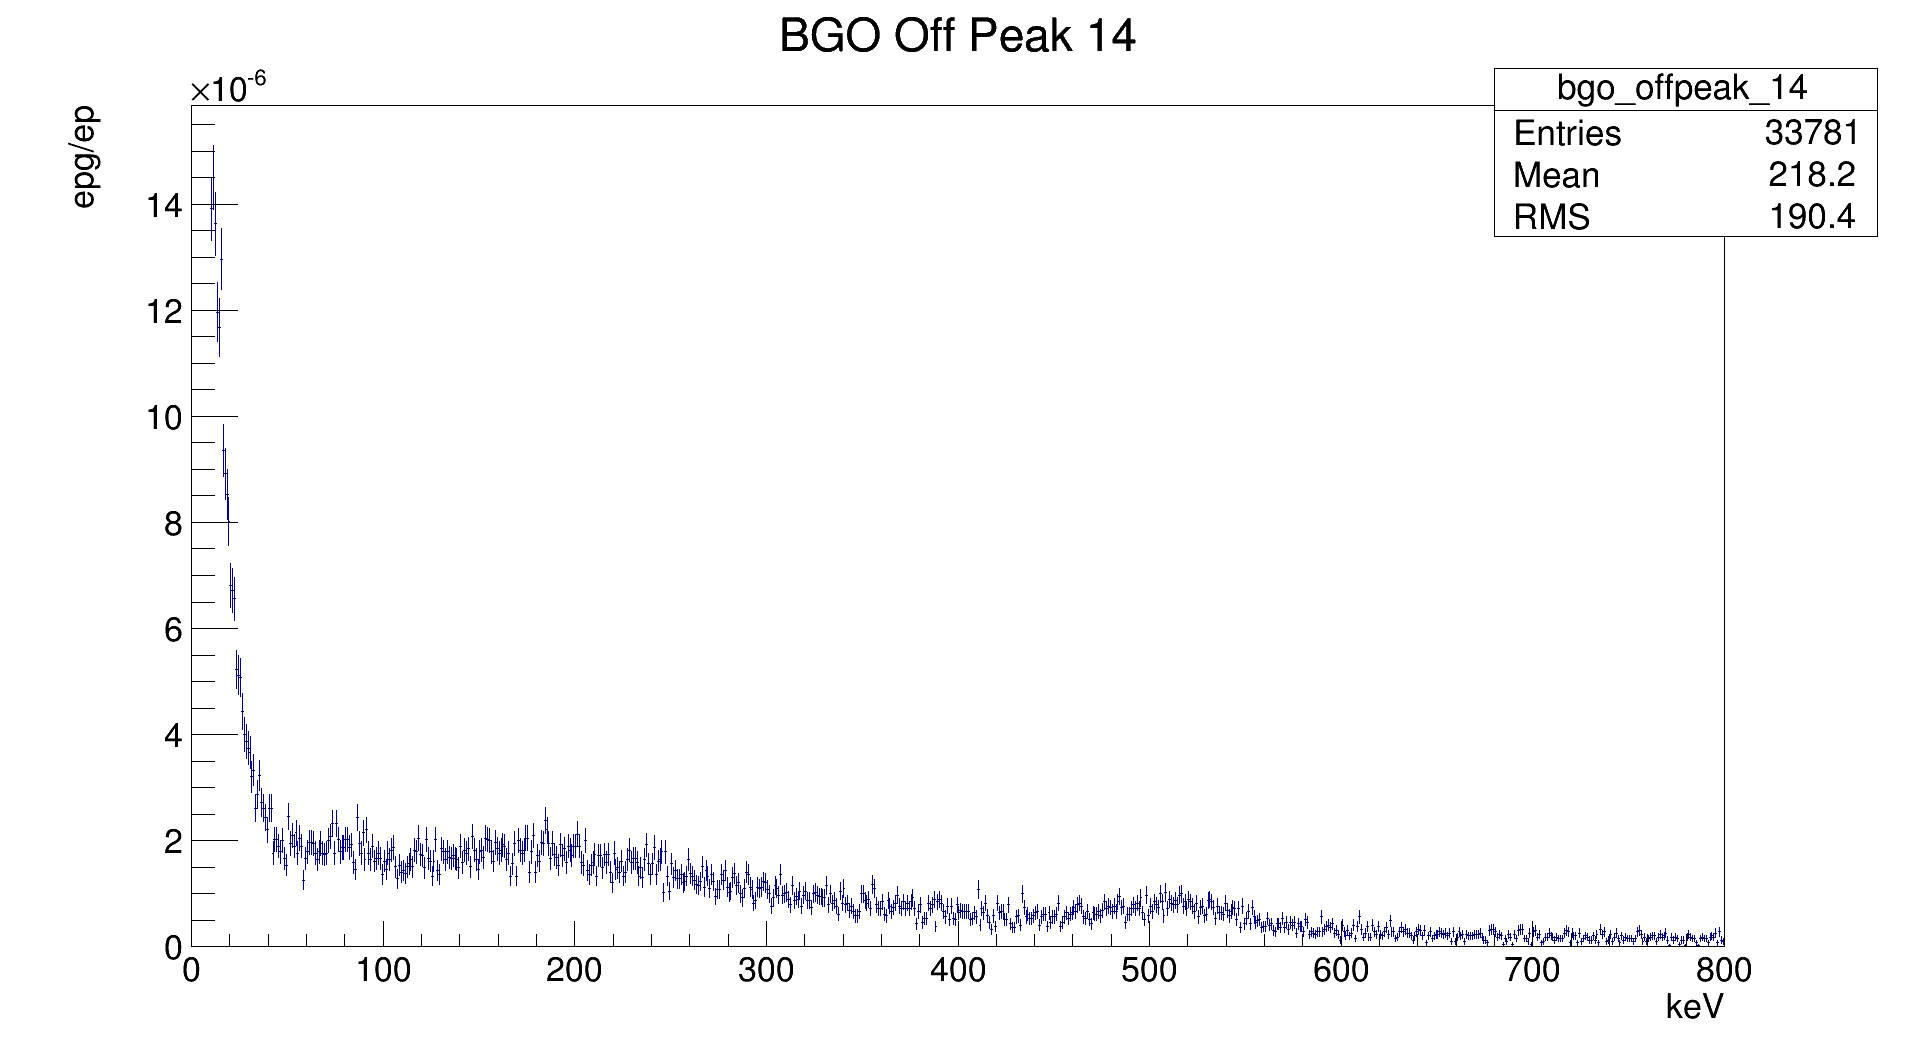 BGO Off Peak 14
×10-6
epg/ep
bgo_offpeak_14
Entries 33781
Mean 218.2
RMS 190.4
14
12
10
8
6
4
2
0
0 100 200 300 400 500 600 700 800
keV